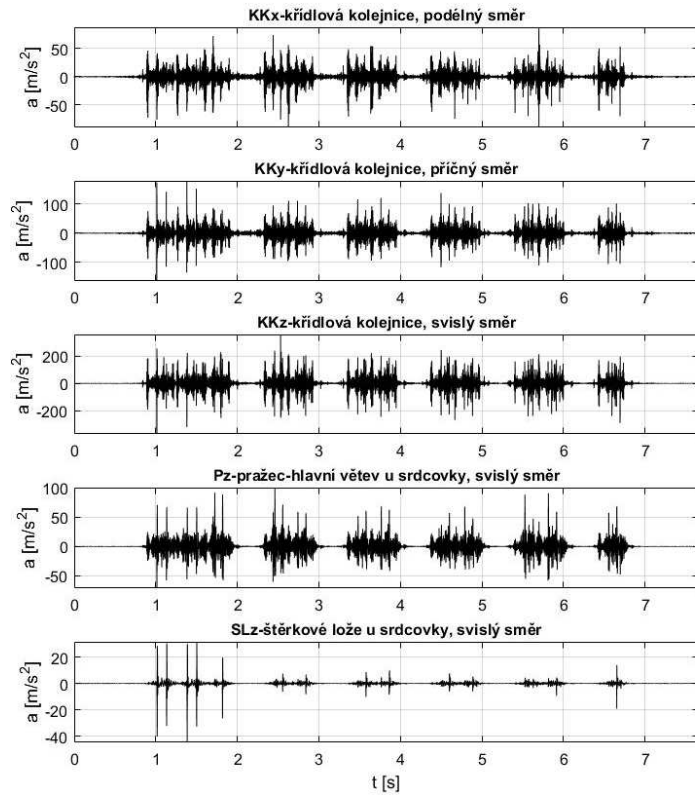 KKx-křídlová kolejnice, podélný směr
a [m/s²]
50
0
-50
0 1 2 3 4 5 6 7
KKy-křídlová kolejnice, příčný směr
a [m/s²]
100
0
-100
0 1 2 3 4 5 6 7
KKz-křídlová kolejnice, svislý směr
a [m/s²]
200
0
-200
0 1 2 3 4 5 6 7
Pz-pražec-hlavní větev u srdcovky, svislý směr
a [m/s²]
100
50
0
-50
0 1 2 3 4 5 6 7
SLz-štěrkové lože u srdcovky, svislý směr
a [m/s²]
20
0
-20
-40
0 1 2 3 4 5 6 7
t [s]